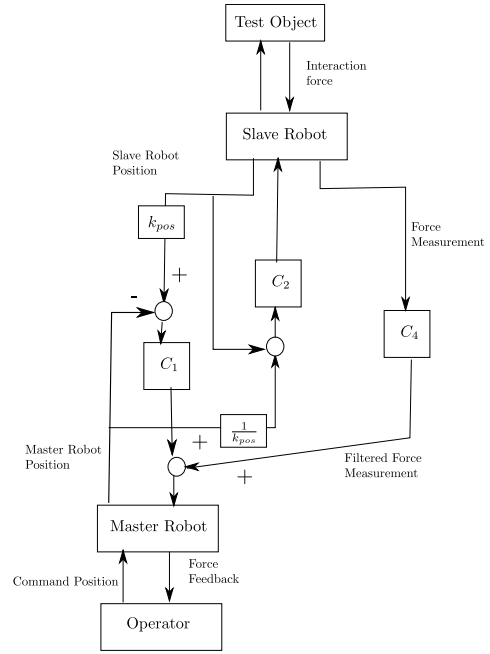 Test Object
Interaction
force
Slave Robot
Slave Robot
Position
k_pos
Force
Measurement
+
C_2
-
C_4
C_1
1/k_pos
+
Master Robot
Position
Filtered Force
Measurement
+
Master Robot
Force
Feedback
Command Position
Operator